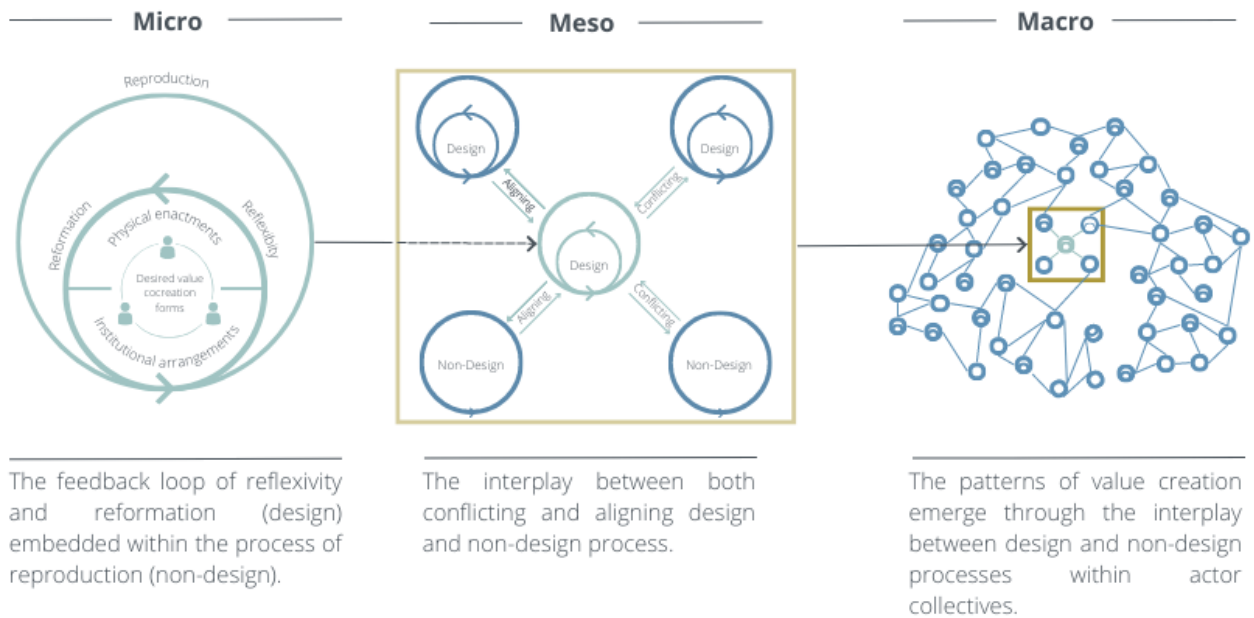 Micro
Meso
Macro
Reproduction
Reformation
Reflexibity
Physical enactments
Desired value
cocreation
forms
Institutional arrangements
Design
Design
Aligning
Conflicting
Design
Aligning
Conflicting
Non-Design
Non-Design
The feedback loop of reflexivity
and reformation (design)
embedded within the process of
reproduction (non-design).
The interplay between both
conflicting and aligning design
and non-design process.
The patterns of value creation
emerge through the interplay
between design and non-design
processes within actor
collectives.